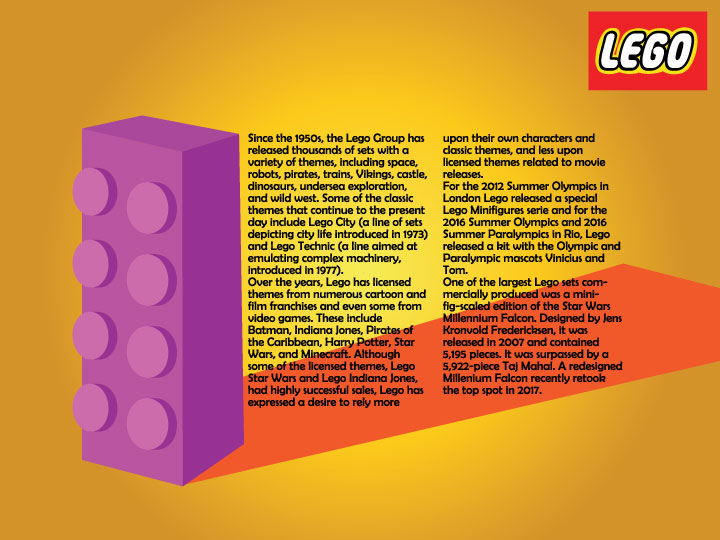 LEGO
Since the 1950s, the Lego Group has
released thousands of sets with a
variety of themes, including space,
robots, pirates, trains, Vikings, castle,
dinosaurs, undersea exploration,
and wild west. Some of the classic
themes that continue to the present
day include Lego City (a line of sets
depicting city life introduced in 1973)
and Lego Technic (a line aimed at
emulating complex machinery,
introduced in 1977).
Over the years, Lego has licensed
themes from numerous cartoon and
film franchises and even some from
video games. These include
Batman, Indiana Jones, Pirates of
the Caribbean, Harry Potter, Star
Wars, and Minecraft. Although
some of the licensed themes, Lego
Star Wars and Lego Indiana Jones,
had highly successful sales, Lego has
expressed a desire to rely more
upon their own characters and
classic themes, and less upon
licensed themes related to movie
releases.
For the 2012 Summer Olympics in
London Lego released a special
Lego Minifigures serie and for the
2016 Summer Olympics and 2016
Summer Paralympics in Rio, Lego
released a kit with the Olympic and
Paralympic mascots Vinicius and
Tom.
One of the largest Lego sets com-
mercially produced was a mini-
fig-scaled edition of the Star Wars
Millennium Falcon. Designed by Jens
Kronvold Fredericksen, it was
released in 2007 and contained
5,195 pieces. It was surpassed by a
5,922-piece Taj Mahal. A redesigned
Millenium Falcon recently retook
the top spot in 2017.